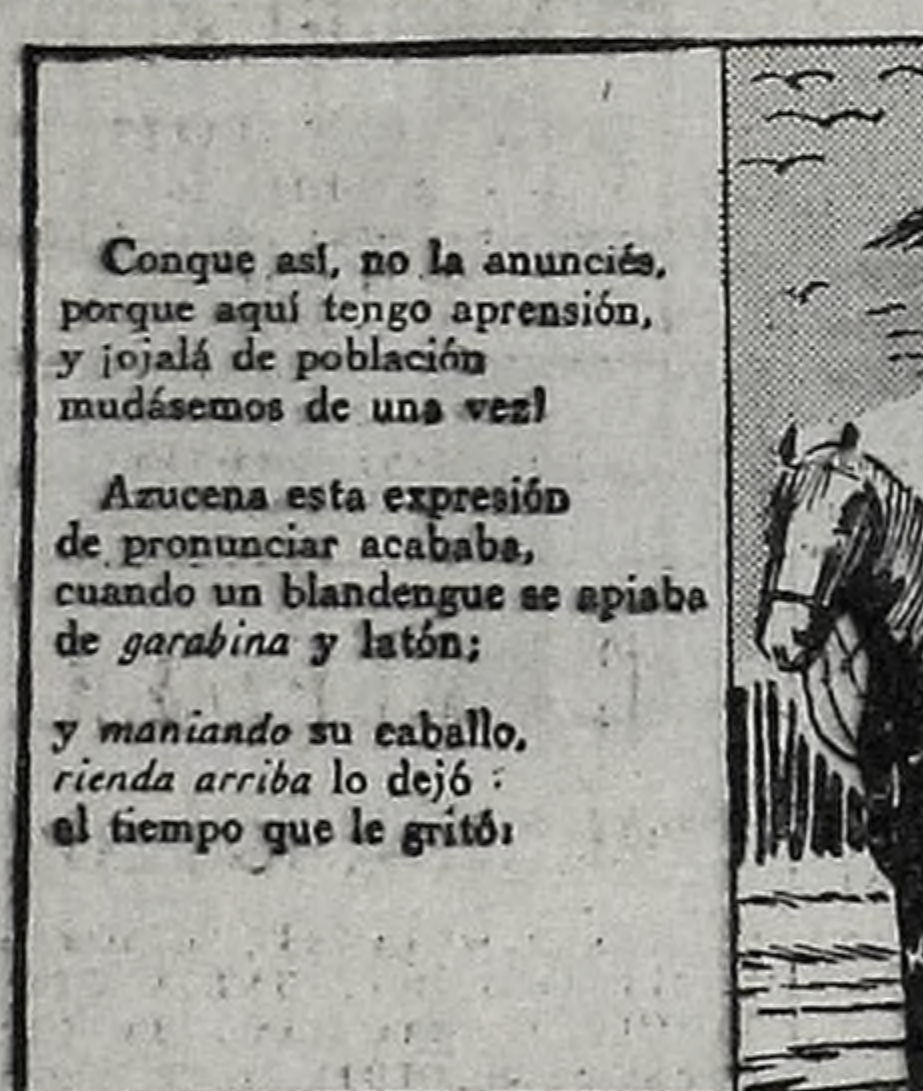 Conque así, no la anunciés,
porque aquí tengo aprensión,
y ¡ojalá de población
mudásemos de una vez!
Azucena esta expresión
de pronunciar acababa,
cuando un blandengue se apiaba
de garabina y latón;
y maniando su caballo,
rienda arriba lo dejó
al tiempo que le gritó: